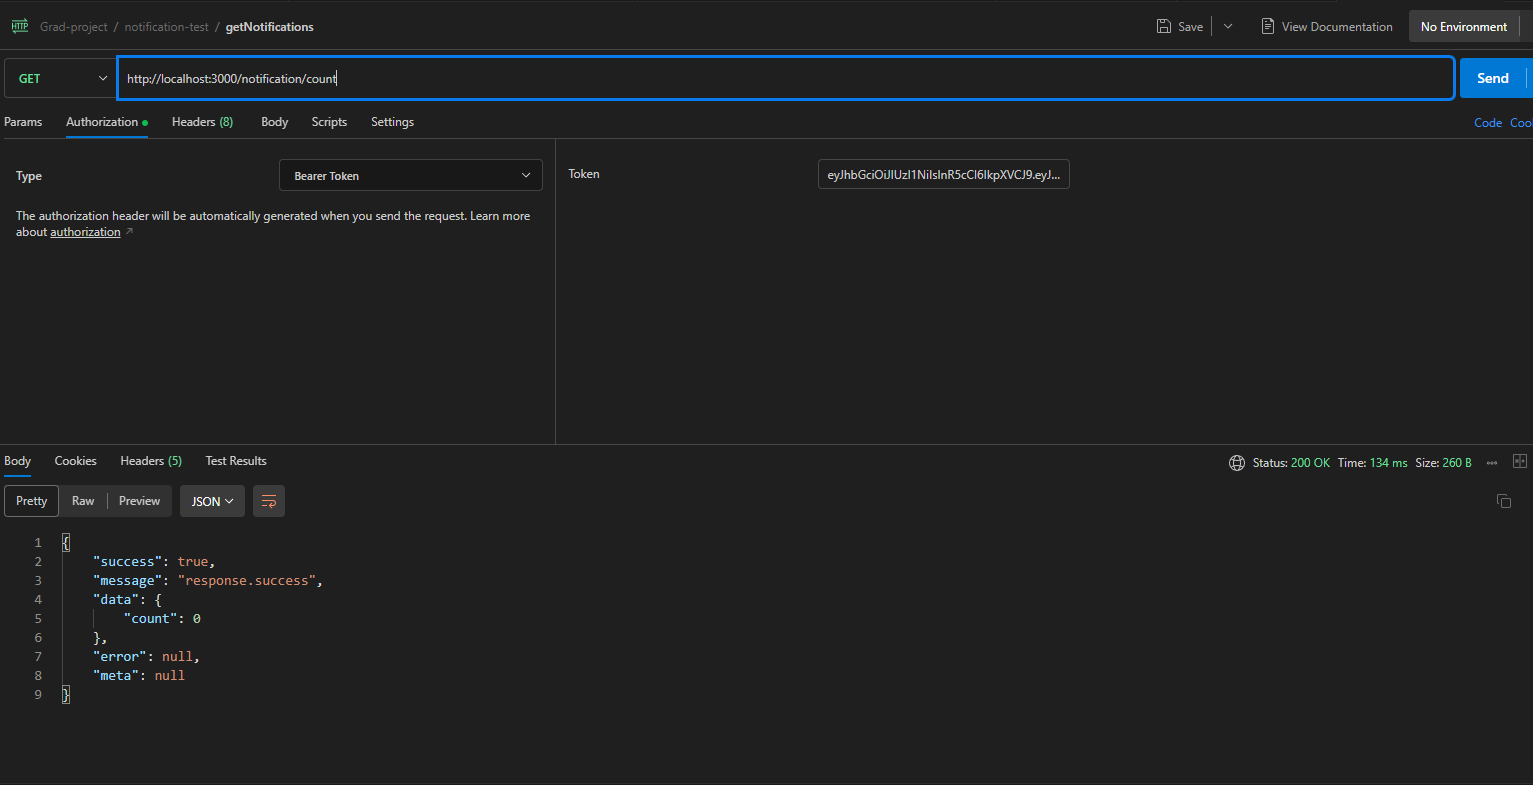 HTTP Grad-project / notification-test / getNotifications Save View Documentation No Environment
GET http://localhost:3000/notification/count Send
Params Authorization Headers (8) Body Scripts Settings Code Cool
Type Bearer Token Token eyJhbGciOiJIUzI1NiIsInR5cCI6IkpXVCJ9.eyJ...
The authorization header will be automatically generated when you send the request. Learn more
about authorization ↗
Body Cookies Headers (5) Test Results Status: 200 OK Time: 134 ms Size: 260 B
Pretty Raw Preview JSON
1 {
2 "success": true,
3 "message": "response.success",
4 "data": {
5 "count": 0
6 },
7 "error": null,
8 "meta": null
9 }